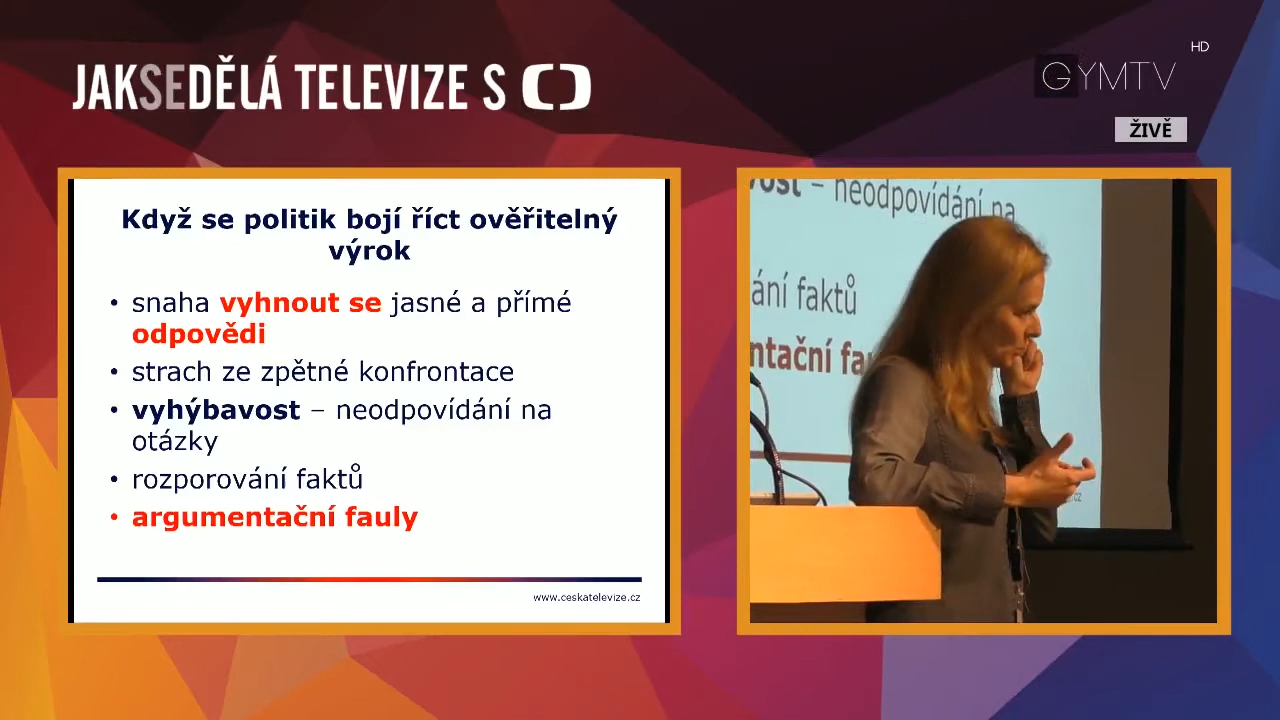 JAKSEDĚLÁ TELEVIZE S
HD
GYMTV
ŽIVĚ
Když se politik bojí říct ověřitelný
výrok
• snaha vyhnout se jasné a přímé
odpovědi
• strach ze zpětné konfrontace
• vyhýbavost – neodpovídání na
otázky
• rozporování faktů
• argumentační fauly
www.ceskatelevize.cz
vost – neodpovídání na
ání faktů
ntační fau
cz